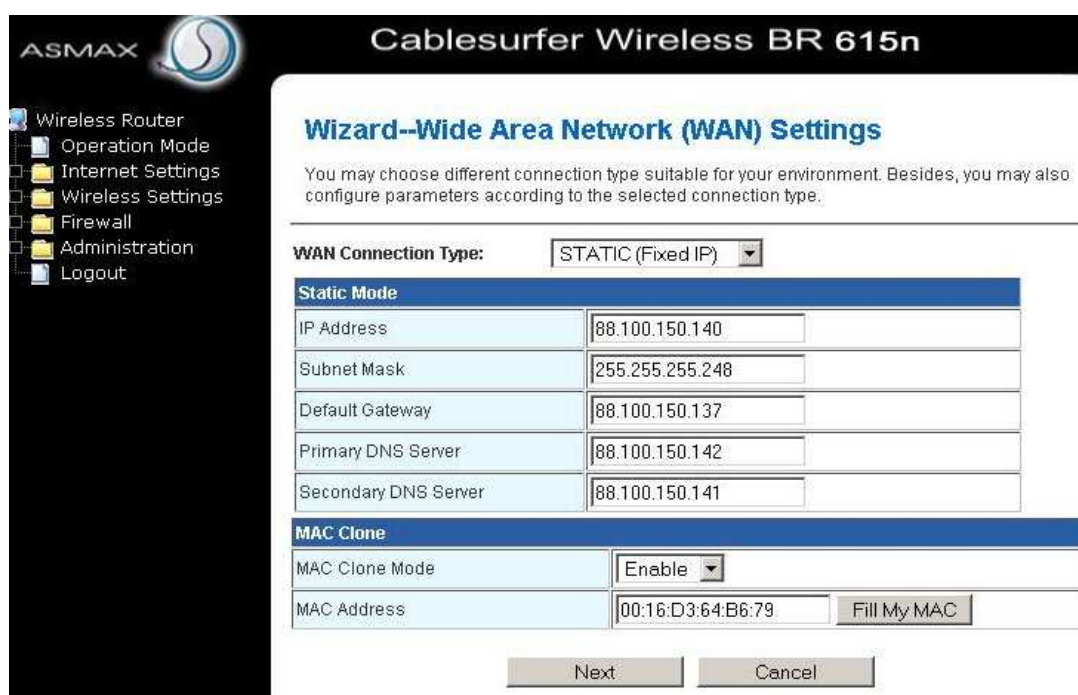 ASMAX
Cablesurfer Wireless BR 615n
Wireless Router
Operation Mode
Internet Settings
Wireless Settings
Firewall
Administration
Logout
Wizard--Wide Area Network (WAN) Settings
You may choose different connection type suitable for your environment. Besides, you may also
configure parameters according to the selected connection type.
WAN Connection Type: STATIC (Fixed IP)
Static Mode
IP Address 88.100.150.140
Subnet Mask 255.255.255.248
Default Gateway 88.100.150.137
Primary DNS Server 88.100.150.142
Secondary DNS Server 88.100.150.141
MAC Clone
MAC Clone Mode Enable
MAC Address 00:16:D3:64:B6:79 Fill My MAC
Next Cancel